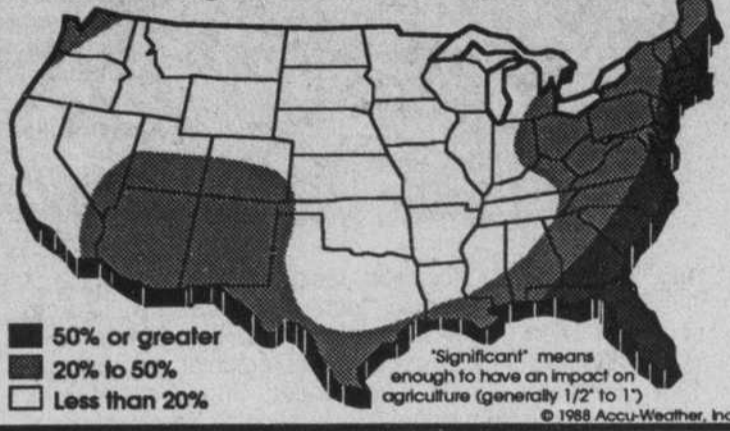 50% or greater
20% to 50%
Less than 20%
"Significant" means
enough to have an impact on
agriculture (generally 1/2" to 1")
© 1988 Accu-Weather, Inc